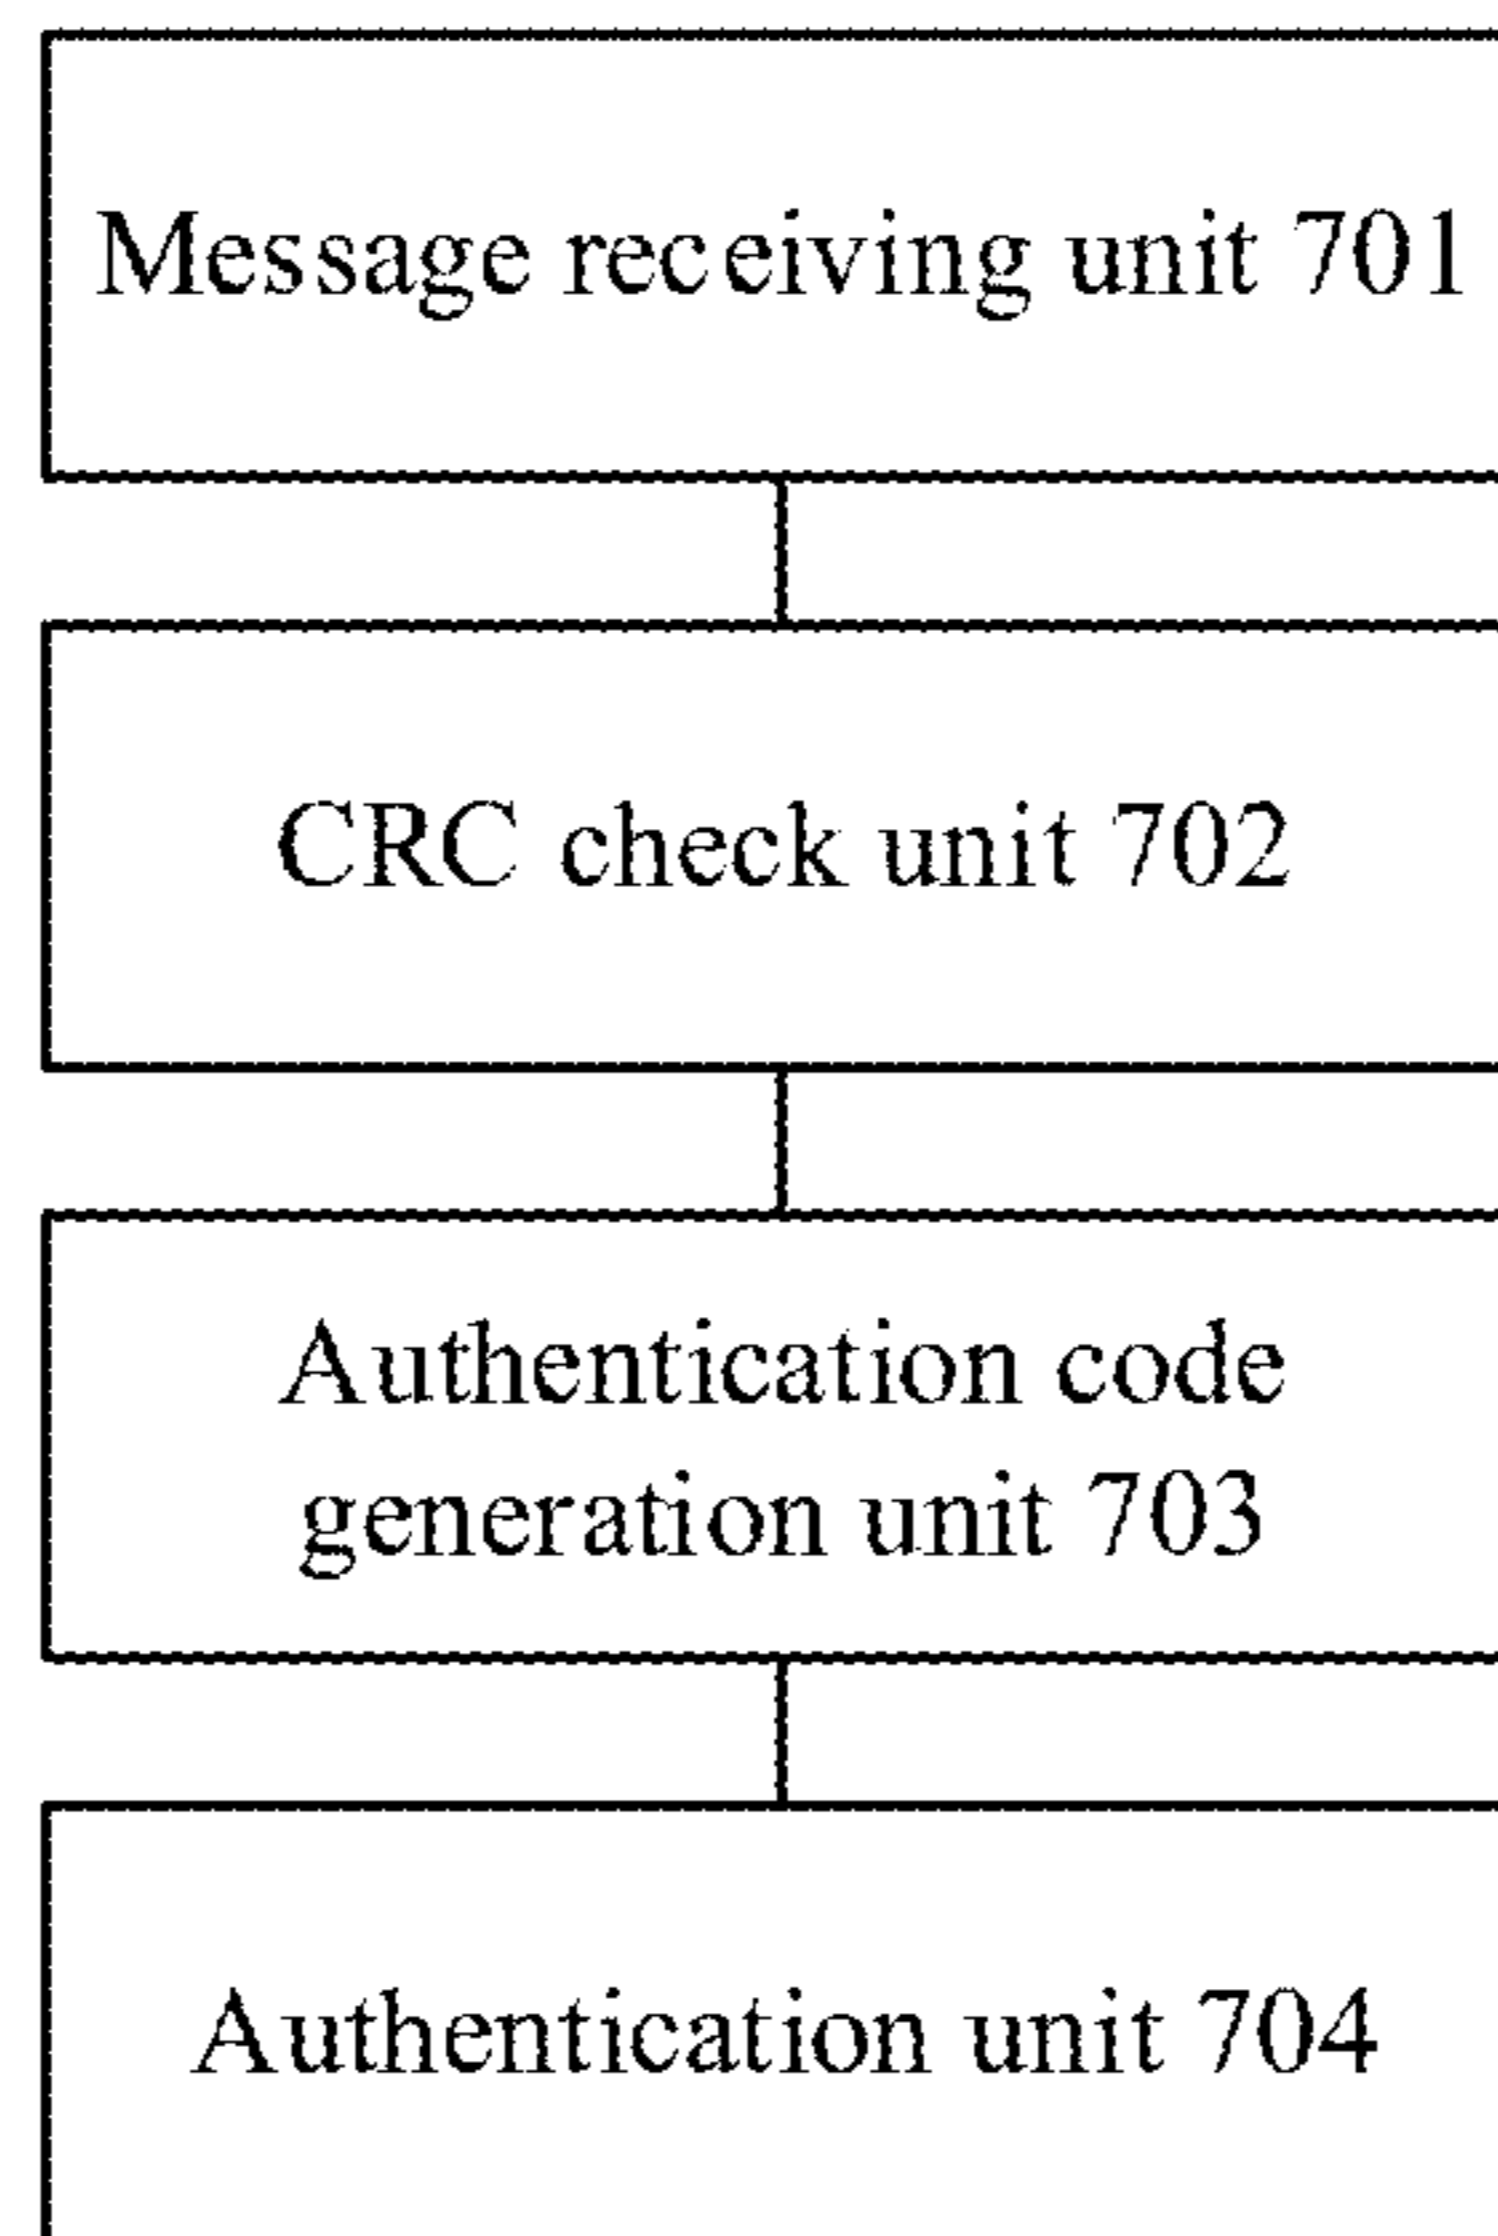 Message receiving unit 701
CRC check unit 702
Authentication code
generation unit 703
Authentication unit 704